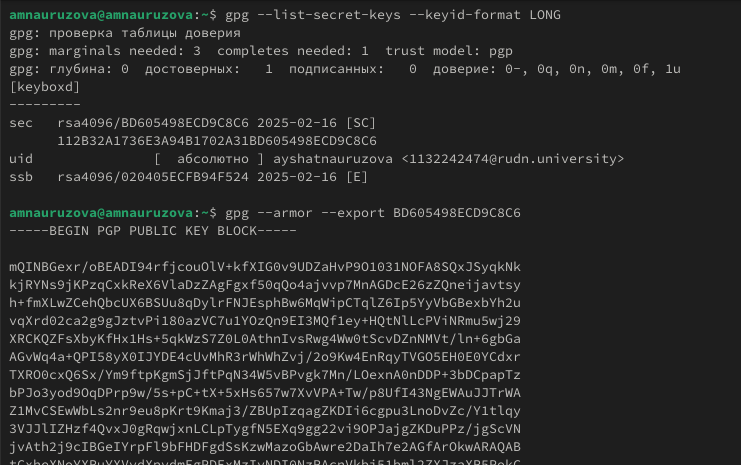 amnauruzova@amnauruzova:~$ gpg --list-secret-keys --keyid-format LONG
gpg: проверка таблицы доверия
gpg: marginals needed: 3  completes needed: 1  trust model: pgp
gpg: глубина: 0  достоверных:   1  подписанных:   0  доверие: 0-, 0q, 0n, 0m, 0f, 1u
[keyboxd]
---------
sec   rsa4096/BD605498ECD9C8C6 2025-02-16 [SC]
      112B32A1736E3A94B1702A31BD605498ECD9C8C6
uid               [  абсолютно ] ayshatnauruzova <1132242474@rudn.university>
ssb   rsa4096/020405ECFB94F524 2025-02-16 [E]
amnauruzova@amnauruzova:~$ gpg --armor --export BD605498ECD9C8C6
-----BEGIN PGP PUBLIC KEY BLOCK-----
mQINBGexr/oBEADI94rfjcouOlV+kfXIG0v9UDZaHvP9O1031NOFA8SQxJSyqkNk
kjRYNs9jKPzqCxkReX6VlaDzZAgFgxf50qQo4ajvvp7MnAGDcE26zZQneijavtsy
h+fmXLwZCehQbcUX6BSUu8qDylrFNJEsphBw6MqWipCTqlZ6Ip5YyVbGBexbYh2u
vqXrd02ca2g9gJztvPi180azVC7u1YOzQn9EI3MQf1ey+HQtNlLcPViNRmu5wj29
XRCKQZFsXbyKfHx1Hs+5qkWzS7Z0L0AthnIvsRwg4Ww0tScvDZnNMVt/ln+6gbGa
AGvWq4a+QPI58yX0IJYDE4cUvMhR3rWhWhZvj/2o9Kw4EnRqyTVGO5EH0E0YCdxr
TXRO0cxQ6Sx/Ym9ftpKgmSjJftPqN34W5vBPvgk7Mn/LOexnA0nDDP+3bDCpapTz
bPJo3yod9OqDPrp9w/5s+pC+tX+5xHs657w7XvVPA+Tw/p8UfI43NgEWAuJJTrWA
Z1MvCSEwWbLs2nr9eu8pKrt9Kmaj3/ZBUpIzqagZKDIi6cgpu3LnoDvZc/Y1tlqy
3VJJlIZHzf4QvxJ0gRqwjxnLCLpTygfN5EXq9gg22vi9OPJajgZKDuPPz/jgScVN
jvAth2j9cIBGeIYrpFl9bFHDFgdSsKzwMazoGbAwre2DaIh7e2AGfArOkwARAQAB